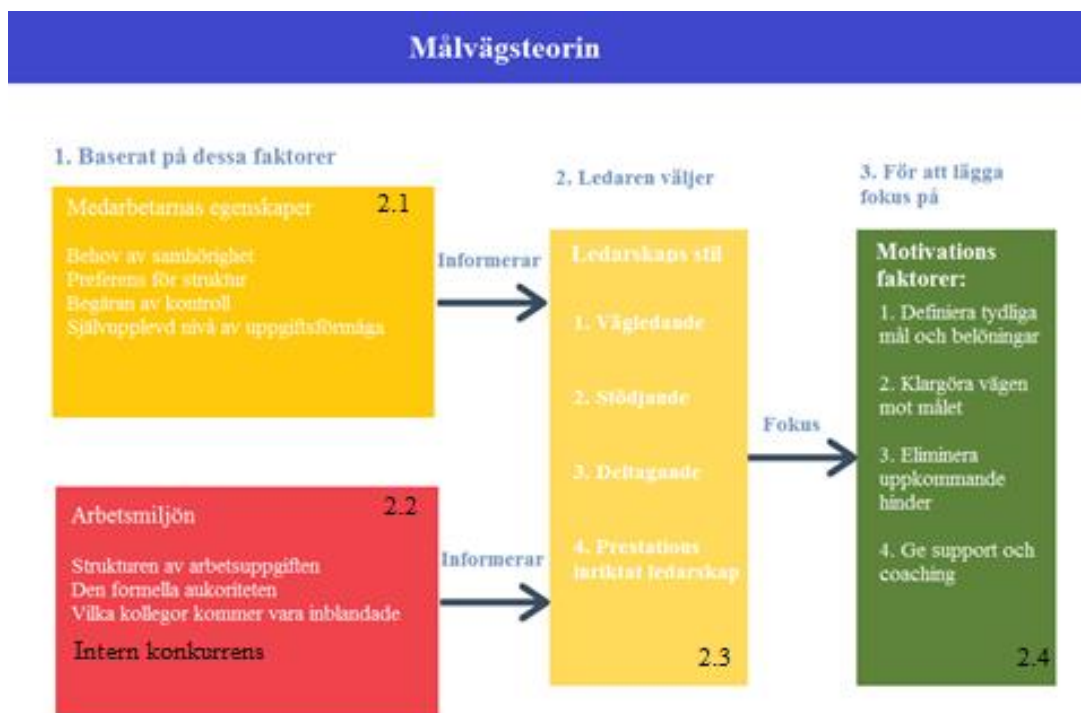 Målvägsteorin
1. Baserat på dessa faktorer
Medarbetarnas egenskaper
2.1
Behov av samhörighet
Preferens för struktur
Begäran av kontroll
Självupplevd nivå av uppgiftsförmåga
Informerar
Arbetsmiljön
2.2
Strukturen av arbetsuppgiften
Den formella aukoriteten
Vilka kollegor kommer vara inblandade
Intern konkurrens
Informerar
2. Ledaren väljer
Ledarskaps stil
1. Vägledande
2. Stödjande
3. Deltagande
4. Prestations
inriktat ledarskap
2.3
Fokus
3. För att lägga
fokus på
Motivations
faktorer:
1. Definiera tydliga
mål och belöningar
2. Klargöra vägen
mot målet
3. Eliminera
uppkommande
hinder
4. Ge support och
coaching
2.4